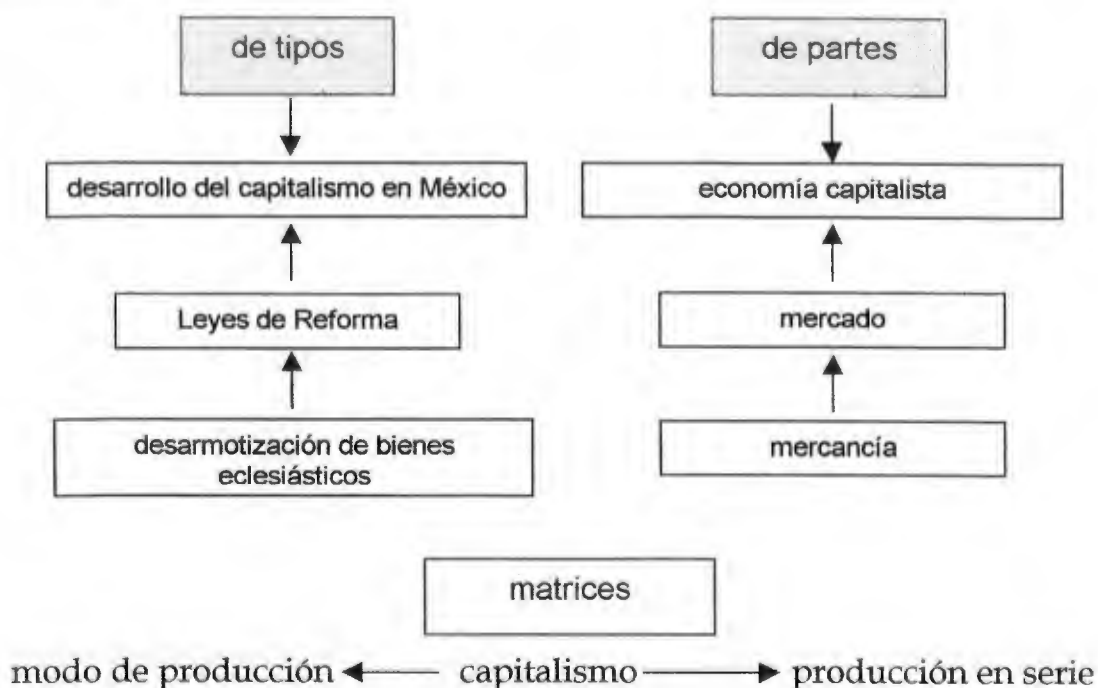 de tipos
de partes
desarrollo del capitalismo en México
economía capitalista
Leyes de Reforma
mercado
desarmotización de bienes
eclesiásticos
mercancía
matrices
modo de producción capitalismo producción en serie